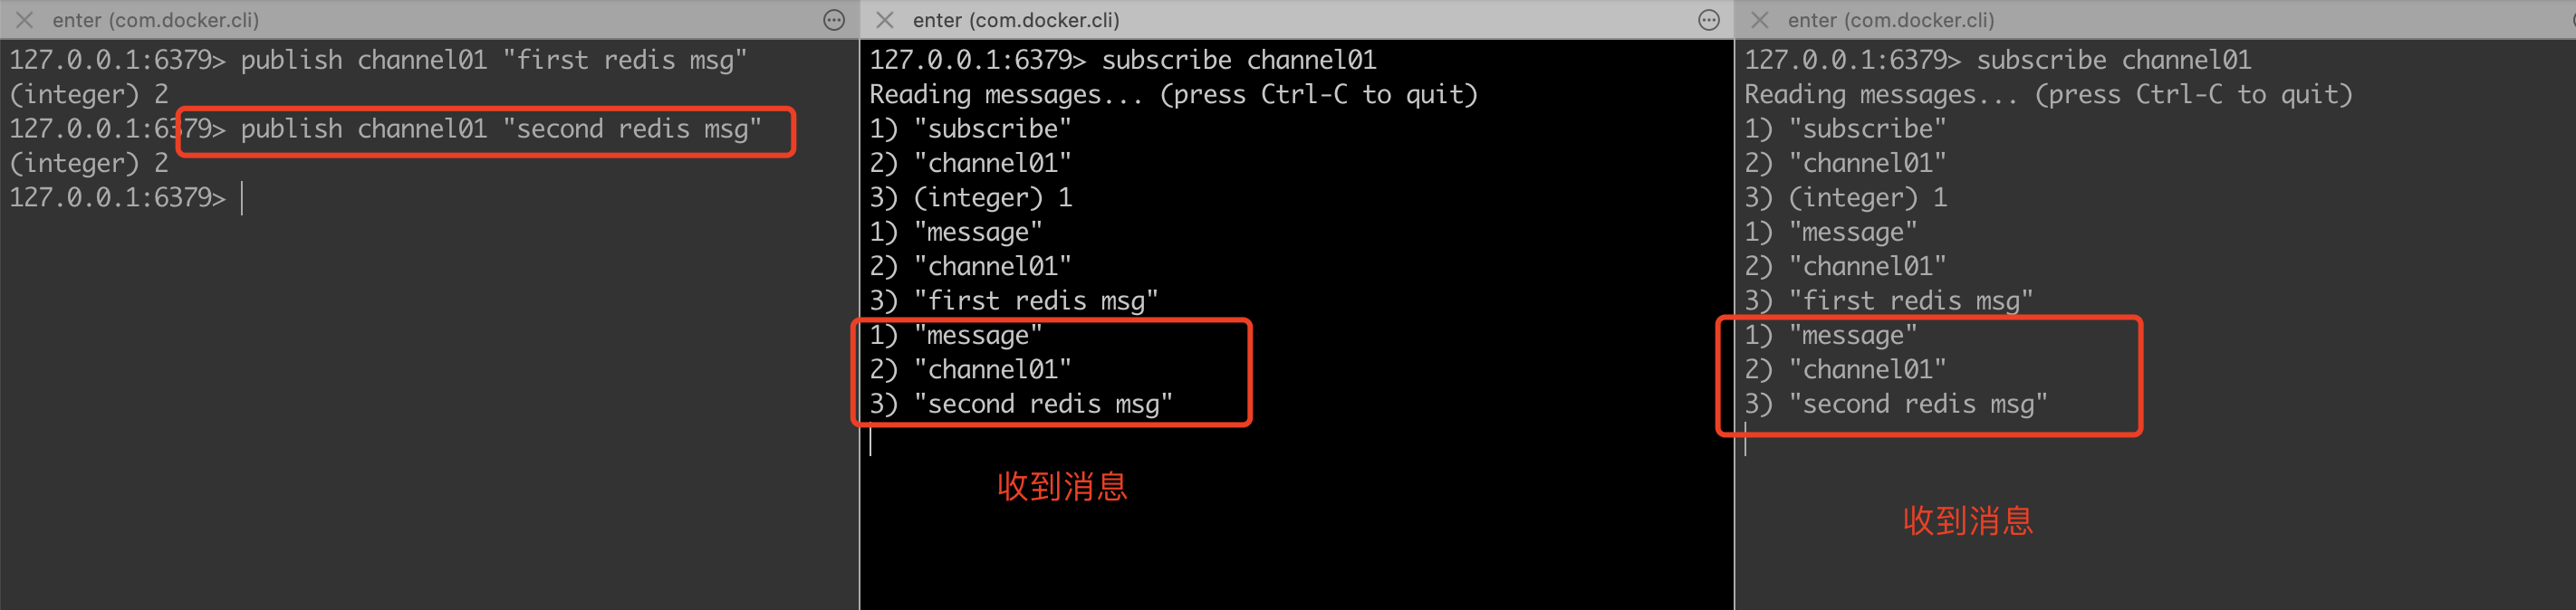 enter (com.docker.cli)
127.0.0.1:6379> publish channel01 "first redis msg"
(integer) 2
127.0.0.1:6379> publish channel01 "second redis msg"
(integer) 2
127.0.0.1:6379>
enter (com.docker.cli)
127.0.0.1:6379> subscribe channel01
Reading messages... (press Ctrl-C to quit)
1) "subscribe"
2) "channel01"
3) (integer) 1
1) "message"
2) "channel01"
3) "first redis msg"
1) "message"
2) "channel01"
3) "second redis msg"
收到消息
enter (com.docker.cli)
127.0.0.1:6379> subscribe channel01
Reading messages... (press Ctrl-C to quit)
1) "subscribe"
2) "channel01"
3) (integer) 1
1) "message"
2) "channel01"
3) "first redis msg"
1) "message"
2) "channel01"
3) "second redis msg"
收到消息